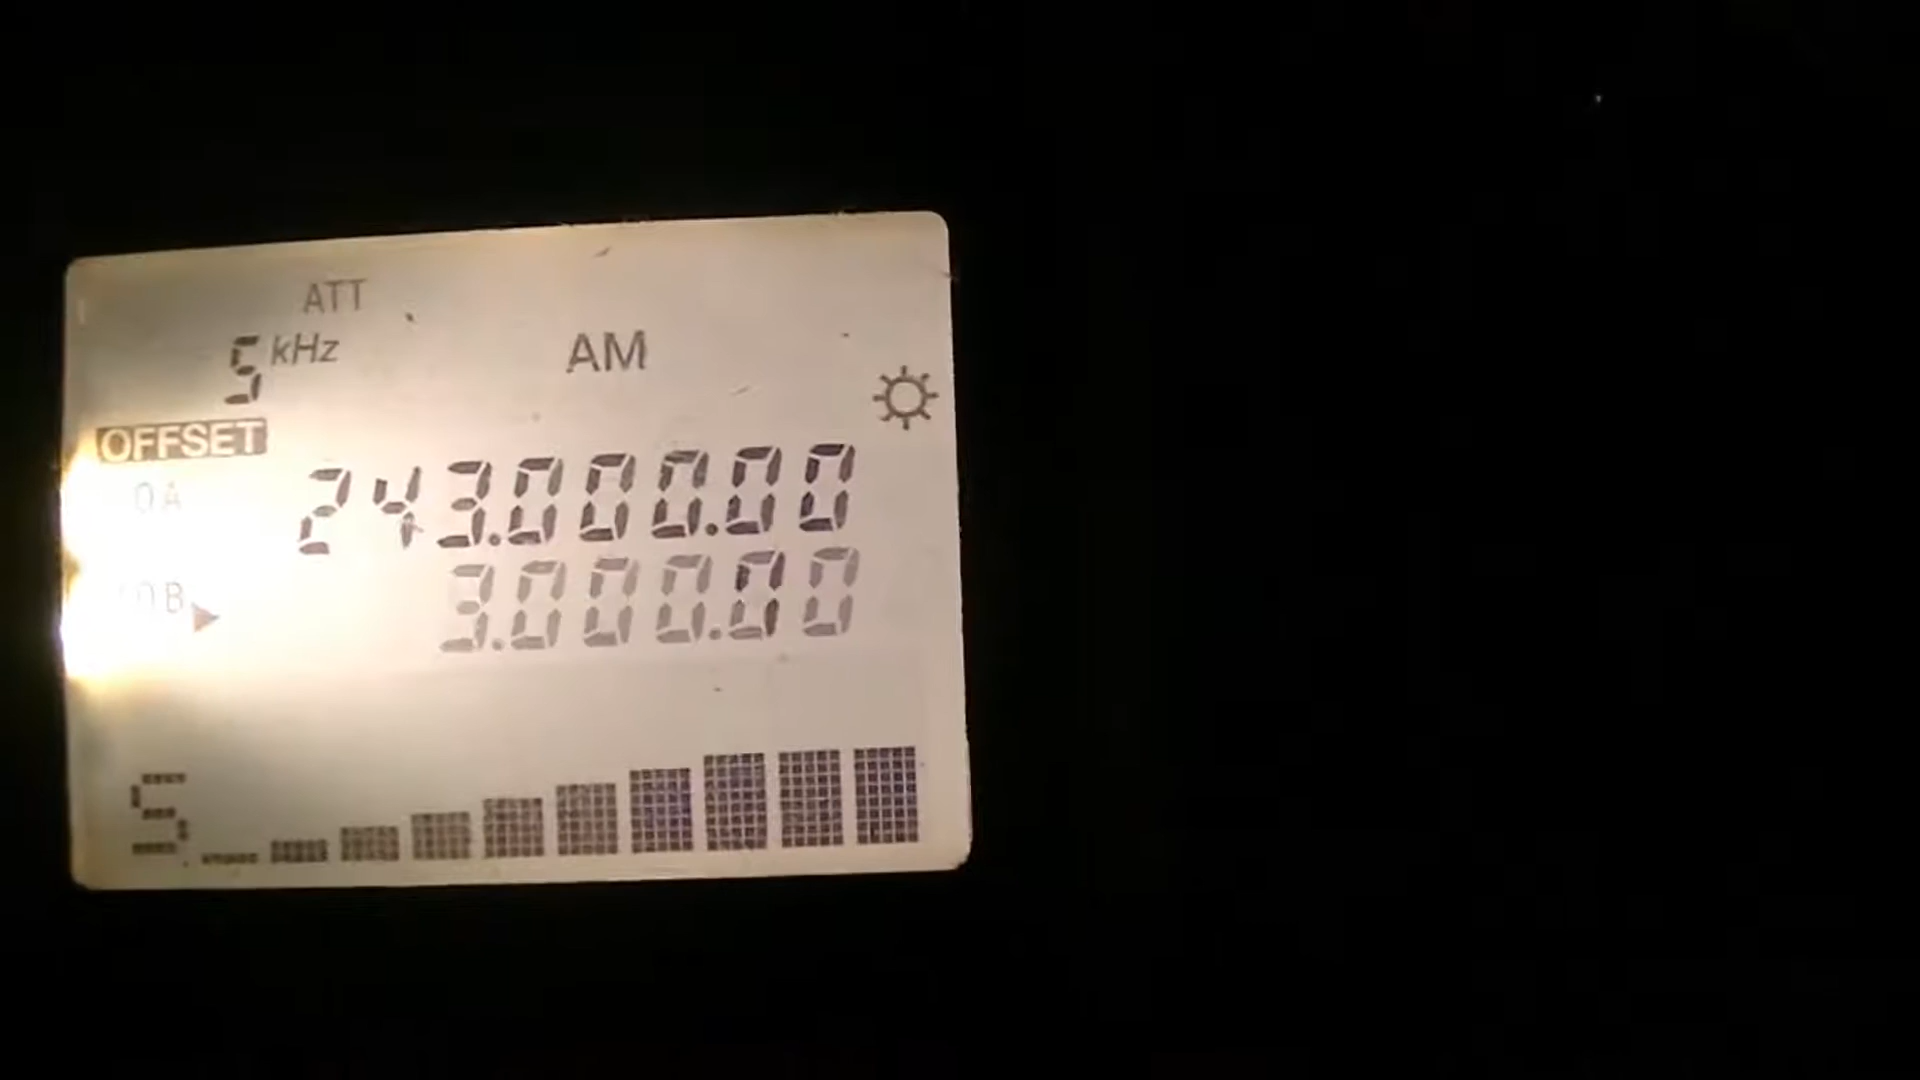 ATT
5 kHz AM
OFFSET
0A 243.000.00
0B 3.000.00
S